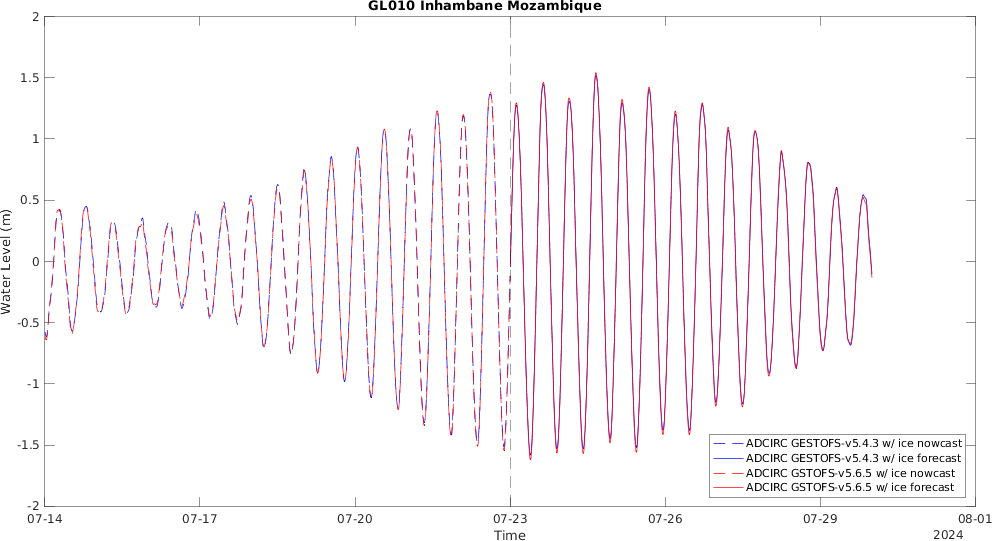 GL010 Inhambane Mozambique
2
1.5
1
0.5
0
-0.5
-1
-1.5
-2
Water Level (m)
07-14
07-17
07-20
07-23
07-26
07-29
08-01
Time
2024
ADCIRC GESTOFS-v5.4.3 w/ ice nowcast
ADCIRC GESTOFS-v5.4.3 w/ ice forecast
ADCIRC GSTOFS-v5.6.5 w/ ice nowcast
ADCIRC GSTOFS-v5.6.5 w/ ice forecast